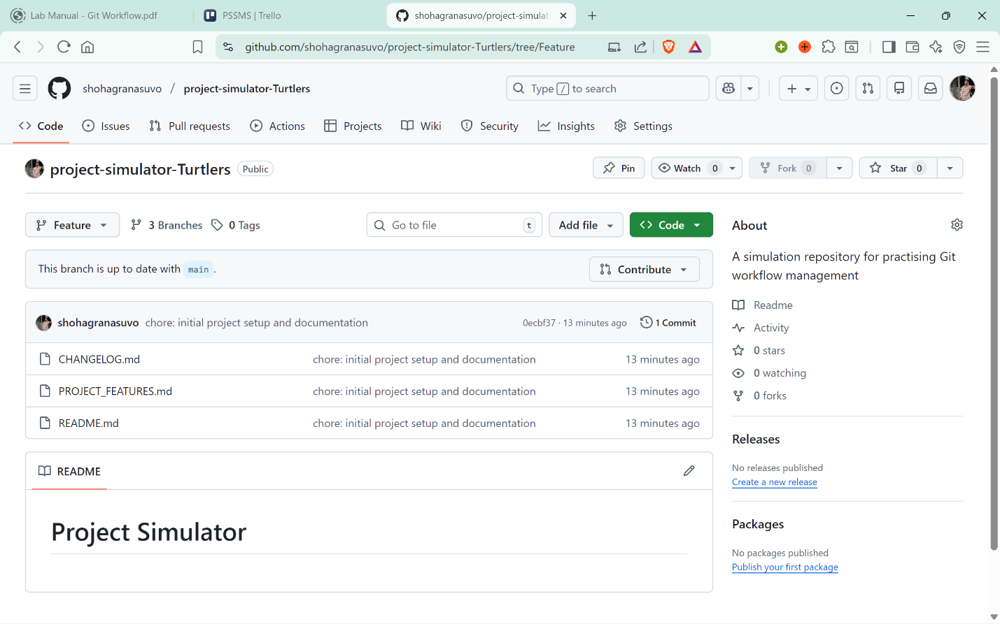 Lab Manual - Git Workflow.pdf
PSSMS | Trello
shohagranasuvo/project-simulat
github.com/shohagranasuvo/project-simulator-Turtlers/tree/Feature
shohagranasuvo / project-simulator-Turtlers
Type / to search
Code
Issues
Pull requests
Actions
Projects
Wiki
Security
Insights
Settings
project-simulator-Turtlers Public
Pin
Watch 0
Fork 0
Star 0
Feature
3 Branches
0 Tags
Go to file t
Add file
Code
This branch is up to date with main .
Contribute
shohagranasuvo chore: initial project setup and documentation 0ecbf37 · 13 minutes ago 1 Commit
CHANGELOG.md chore: initial project setup and documentation 13 minutes ago
PROJECT_FEATURES.md chore: initial project setup and documentation 13 minutes ago
README.md chore: initial project setup and documentation 13 minutes ago
README
Project Simulator
About
A simulation repository for practising Git
workflow management
Readme
Activity
0 stars
0 watching
0 forks
Releases
No releases published
Create a new release
Packages
No packages published
Publish your first package